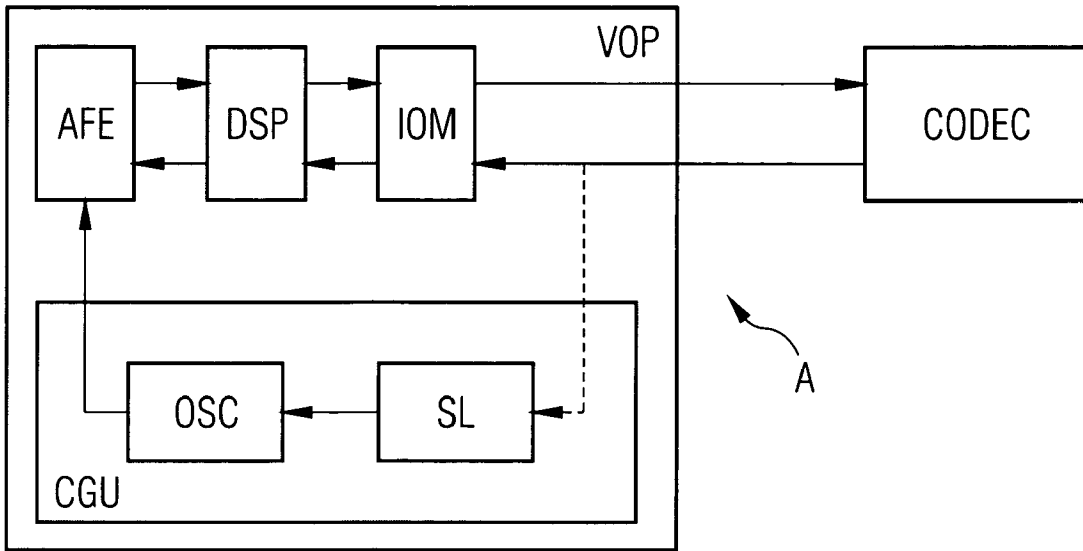 VOP
AFE
DSP
IOM
CODEC
A
OSC
SL
CGU